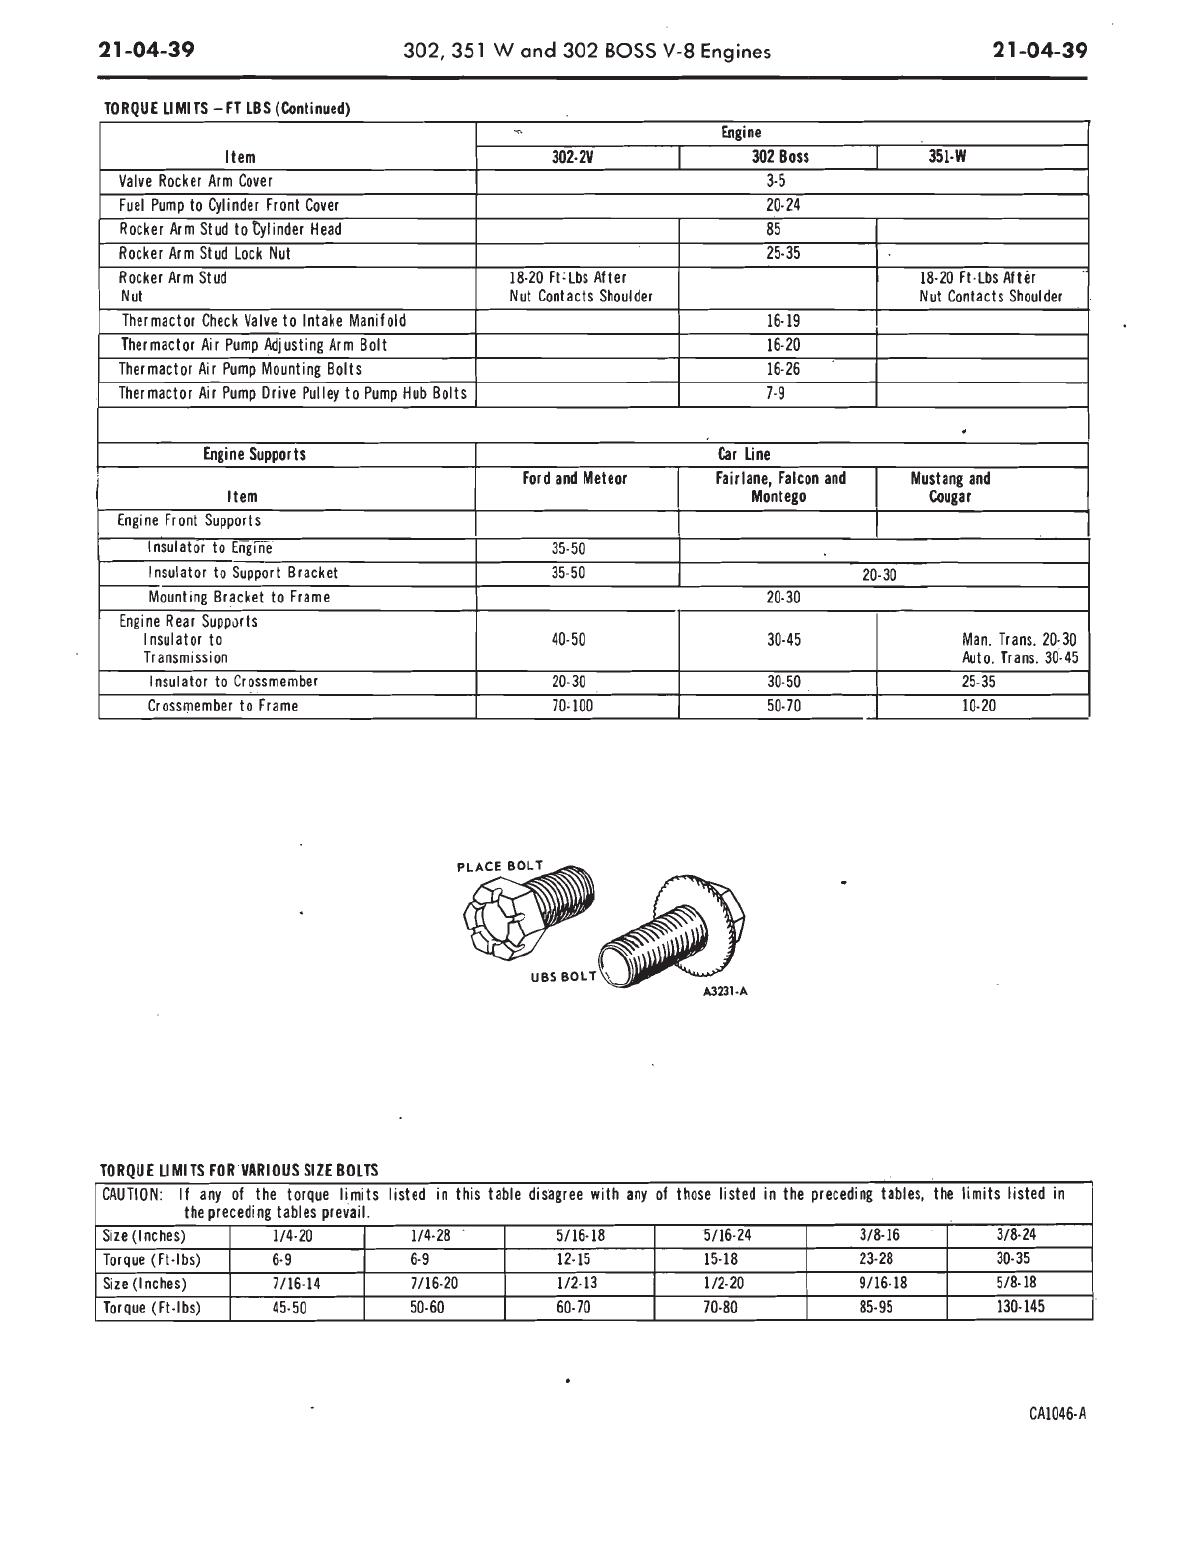 21-04-39 302, 351 W and 302 BOSS V-8 Engines 21-04-39
TORQUE LIMITS – FT LBS (Continued)
Engine
Item 302-2V 302 Boss 351-W
Valve Rocker Arm Cover 3-5
Fuel Pump to Cylinder Front Cover 20-24
Rocker Arm Stud to Cylinder Head 85
Rocker Arm Stud Lock Nut 25-35
Rocker Arm Stud 18-20 Ft-Lbs After 18-20 Ft-Lbs After
Nut Nut Contacts Shoulder Nut Contacts Shoulder
Thermactor Check Valve to Intake Manifold 16-19
Thermactor Air Pump Adjusting Arm Bolt 16-20
Thermactor Air Pump Mounting Bolts 16-26
Thermactor Air Pump Drive Pulley to Pump Hub Bolts 7-9
Engine Supports Car Line
Ford and Meteor Fairlane, Falcon and Mustang and
Item Montego Cougar
Engine Front Supports
Insulator to Engine 35-50
Insulator to Support Bracket 35-50 20-30
Mounting Bracket to Frame 20-30
Engine Rear Supports
Insulator to 40-50 30-45 Man. Trans. 20-30
Transmission Auto. Trans. 30-45
Insulator to Crossmember 20-30 30-50 25-35
Crossmember to Frame 70-100 50-70 10-20
PLACE BOLT
UBS BOLT
A3231-A
TORQUE LIMITS FOR VARIOUS SIZE BOLTS
CAUTION: If any of the torque limits listed in this table disagree with any of those listed in the preceding tables, the limits listed in
the preceding tables prevail.
Size (Inches) 1/4-20 1/4-28 5/16-18 5/16-24 3/8-16 3/8-24
Torque (Ft-lbs) 6-9 6-9 12-15 15-18 23-28 30-35
Size (Inches) 7/16-14 7/16-20 1/2-13 1/2-20 9/16-18 5/8-18
Torque (Ft-lbs) 45-50 50-60 60-70 70-80 85-95 130-145
CA1046-A